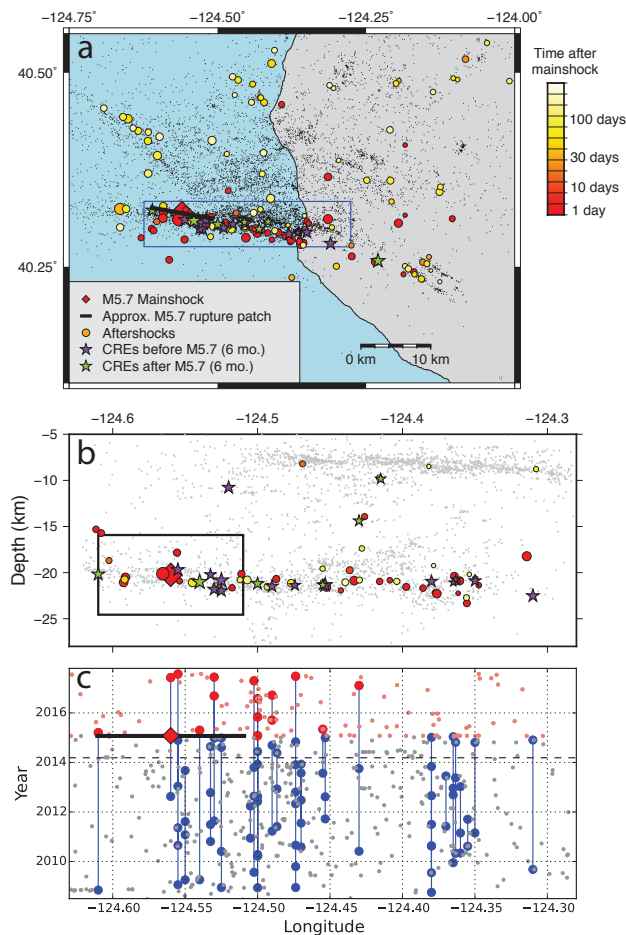 −124.75˚ −124.50˚ −124.25˚ −124.00˚
a
40.50˚
40.25˚
Time after
mainshock
100 days
30 days
10 days
1 day
M5.7 Mainshock
Approx. M5.7 rupture patch
Aftershocks
CREs before M5.7 (6 mo.)
CREs after M5.7 (6 mo.)
0 km 10 km
−124.6 −124.5 −124.4 −124.3
b
−5
−10
−15
−20
−25
Depth (km)
c
2016
2014
2012
2010
Year
−124.60 −124.55 −124.50 −124.45 −124.40 −124.35 −124.30
Longitude